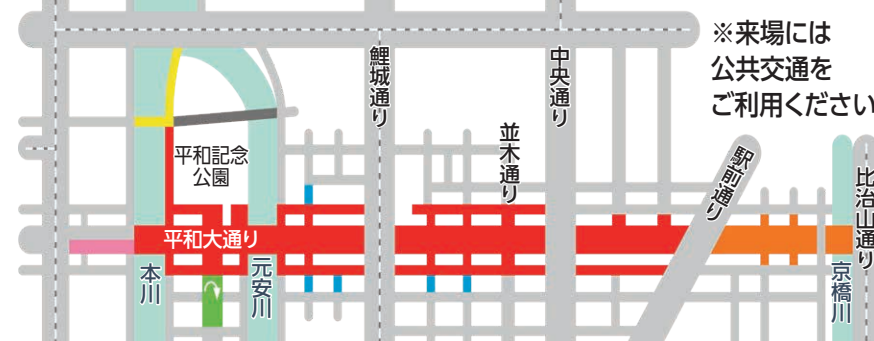 ※来場には
公共交通を
ご利用ください
鯉城通り
中央通り
並木通り
駅前通り
比治山通り
平和記念
公園
平和大通り
本川
元安川
京橋川